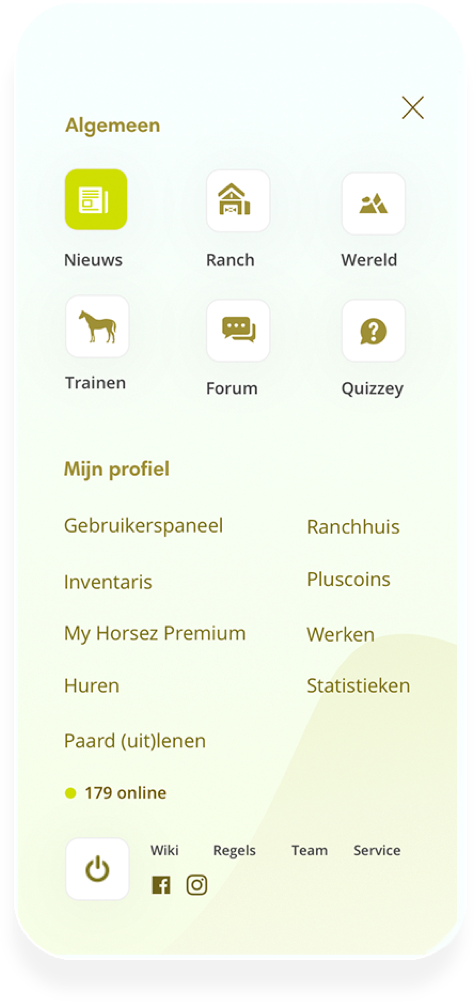 Algemeen
Nieuws Ranch Wereld
Trainen Forum Quizzey
Mijn profiel
Gebruikerspaneel Ranchhuis
Inventaris Pluscoins
My Horsez Premium Werken
Huren Statistieken
Paard (uit)lenen
179 online
Wiki Regels Team Service